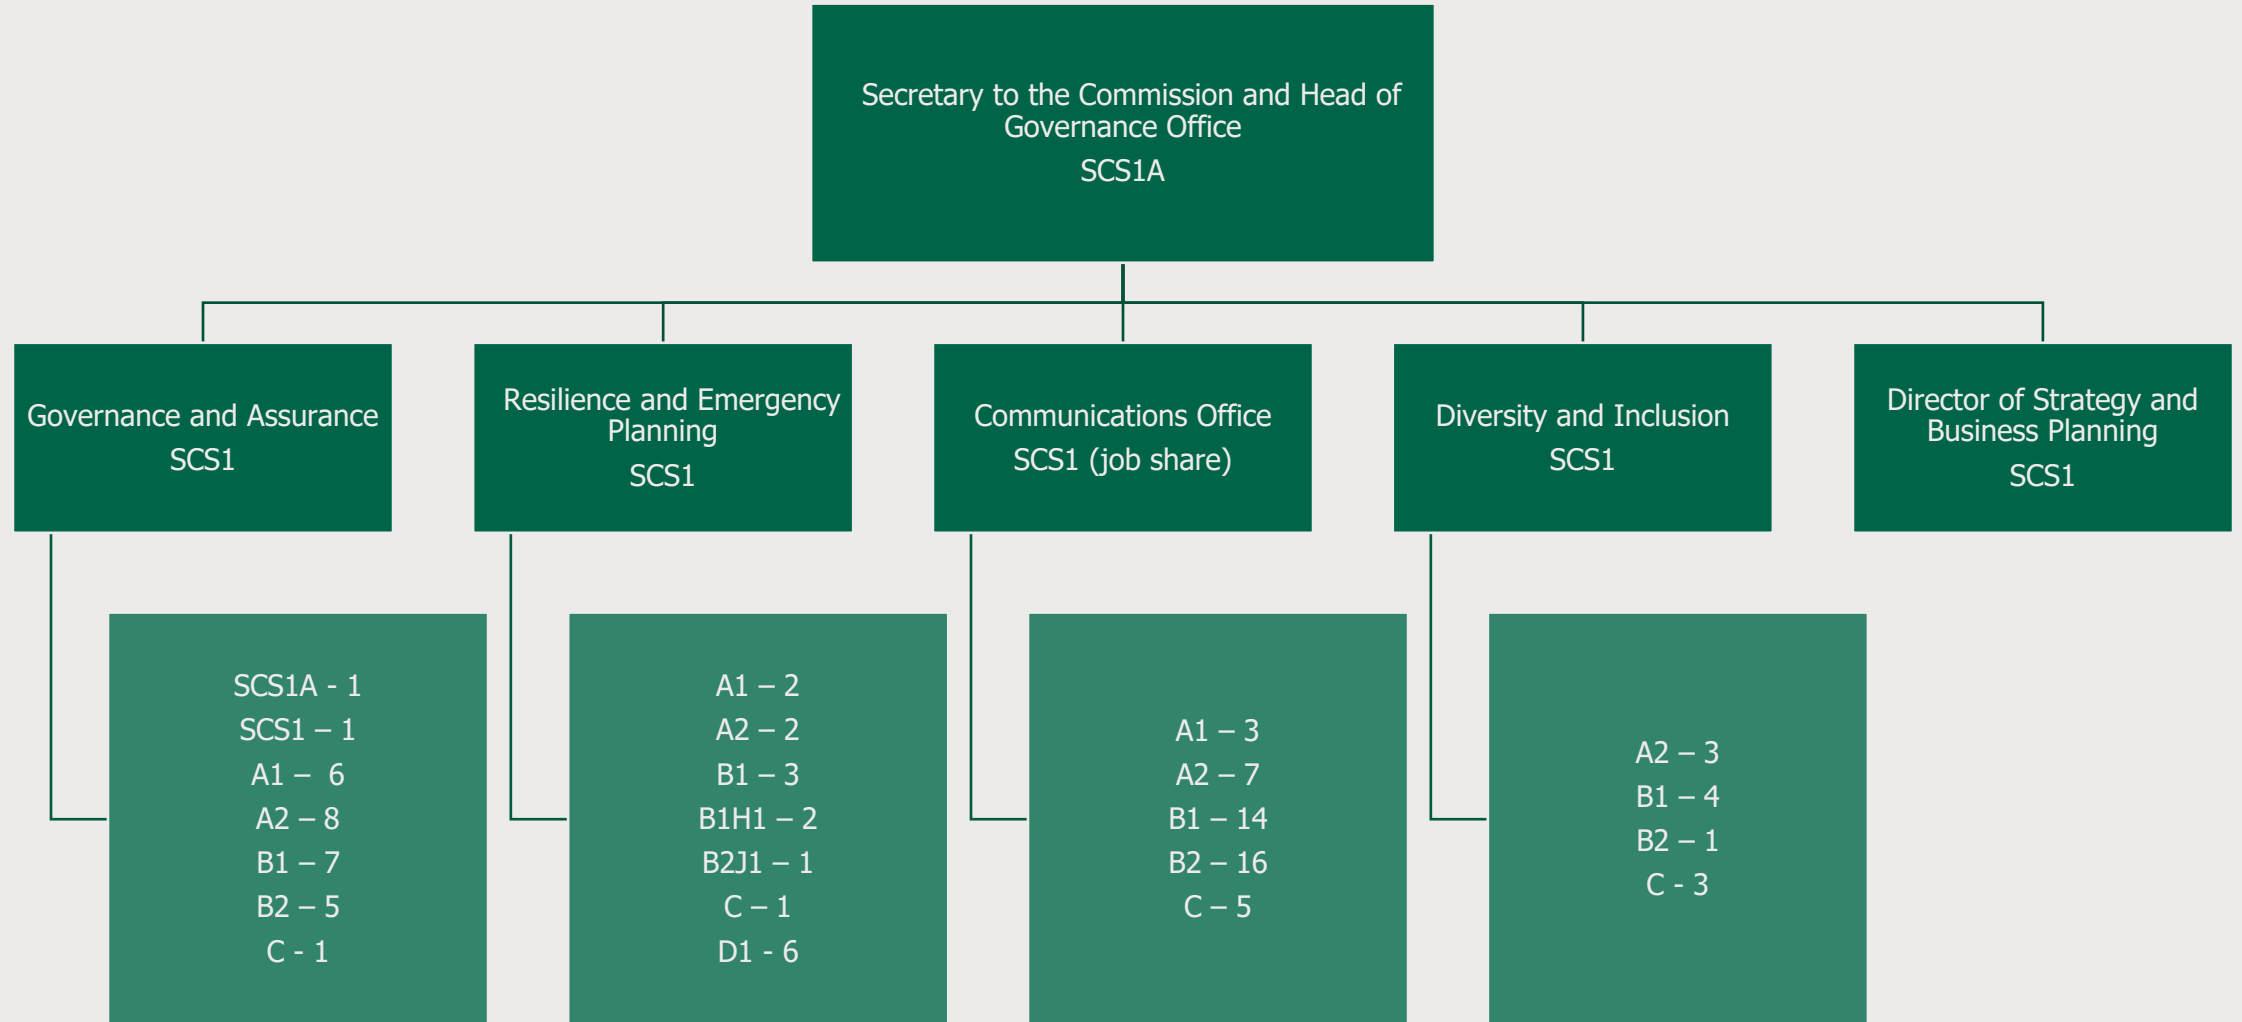 Secretary to the Commission and Head of
Governance Office
SCS1A
Governance and Assurance
SCS1
Resilience and Emergency
Planning
SCS1
Communications Office
SCS1 (job share)
Diversity and Inclusion
SCS1
Director of Strategy and
Business Planning
SCS1
SCS1A - 1
SCS1 – 1
A1 –  6
A2 – 8
B1 – 7
B2 – 5
C - 1
A1 – 2
A2 – 2
B1 – 3
B1H1 – 2
B2J1 – 1
C – 1
D1 - 6
A1 – 3
A2 – 7
B1 – 14
B2 – 16
C – 5
A2 – 3
B1 – 4
B2 – 1
C - 3